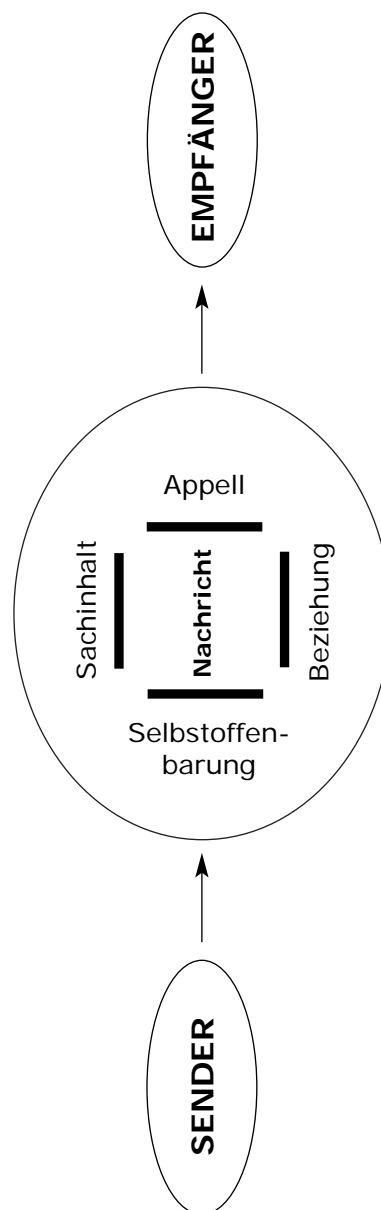 EMPFÄNGER
Appell
Sachinhalt
Nachricht
Beziehung
Selbstoffen-
barung
SENDER